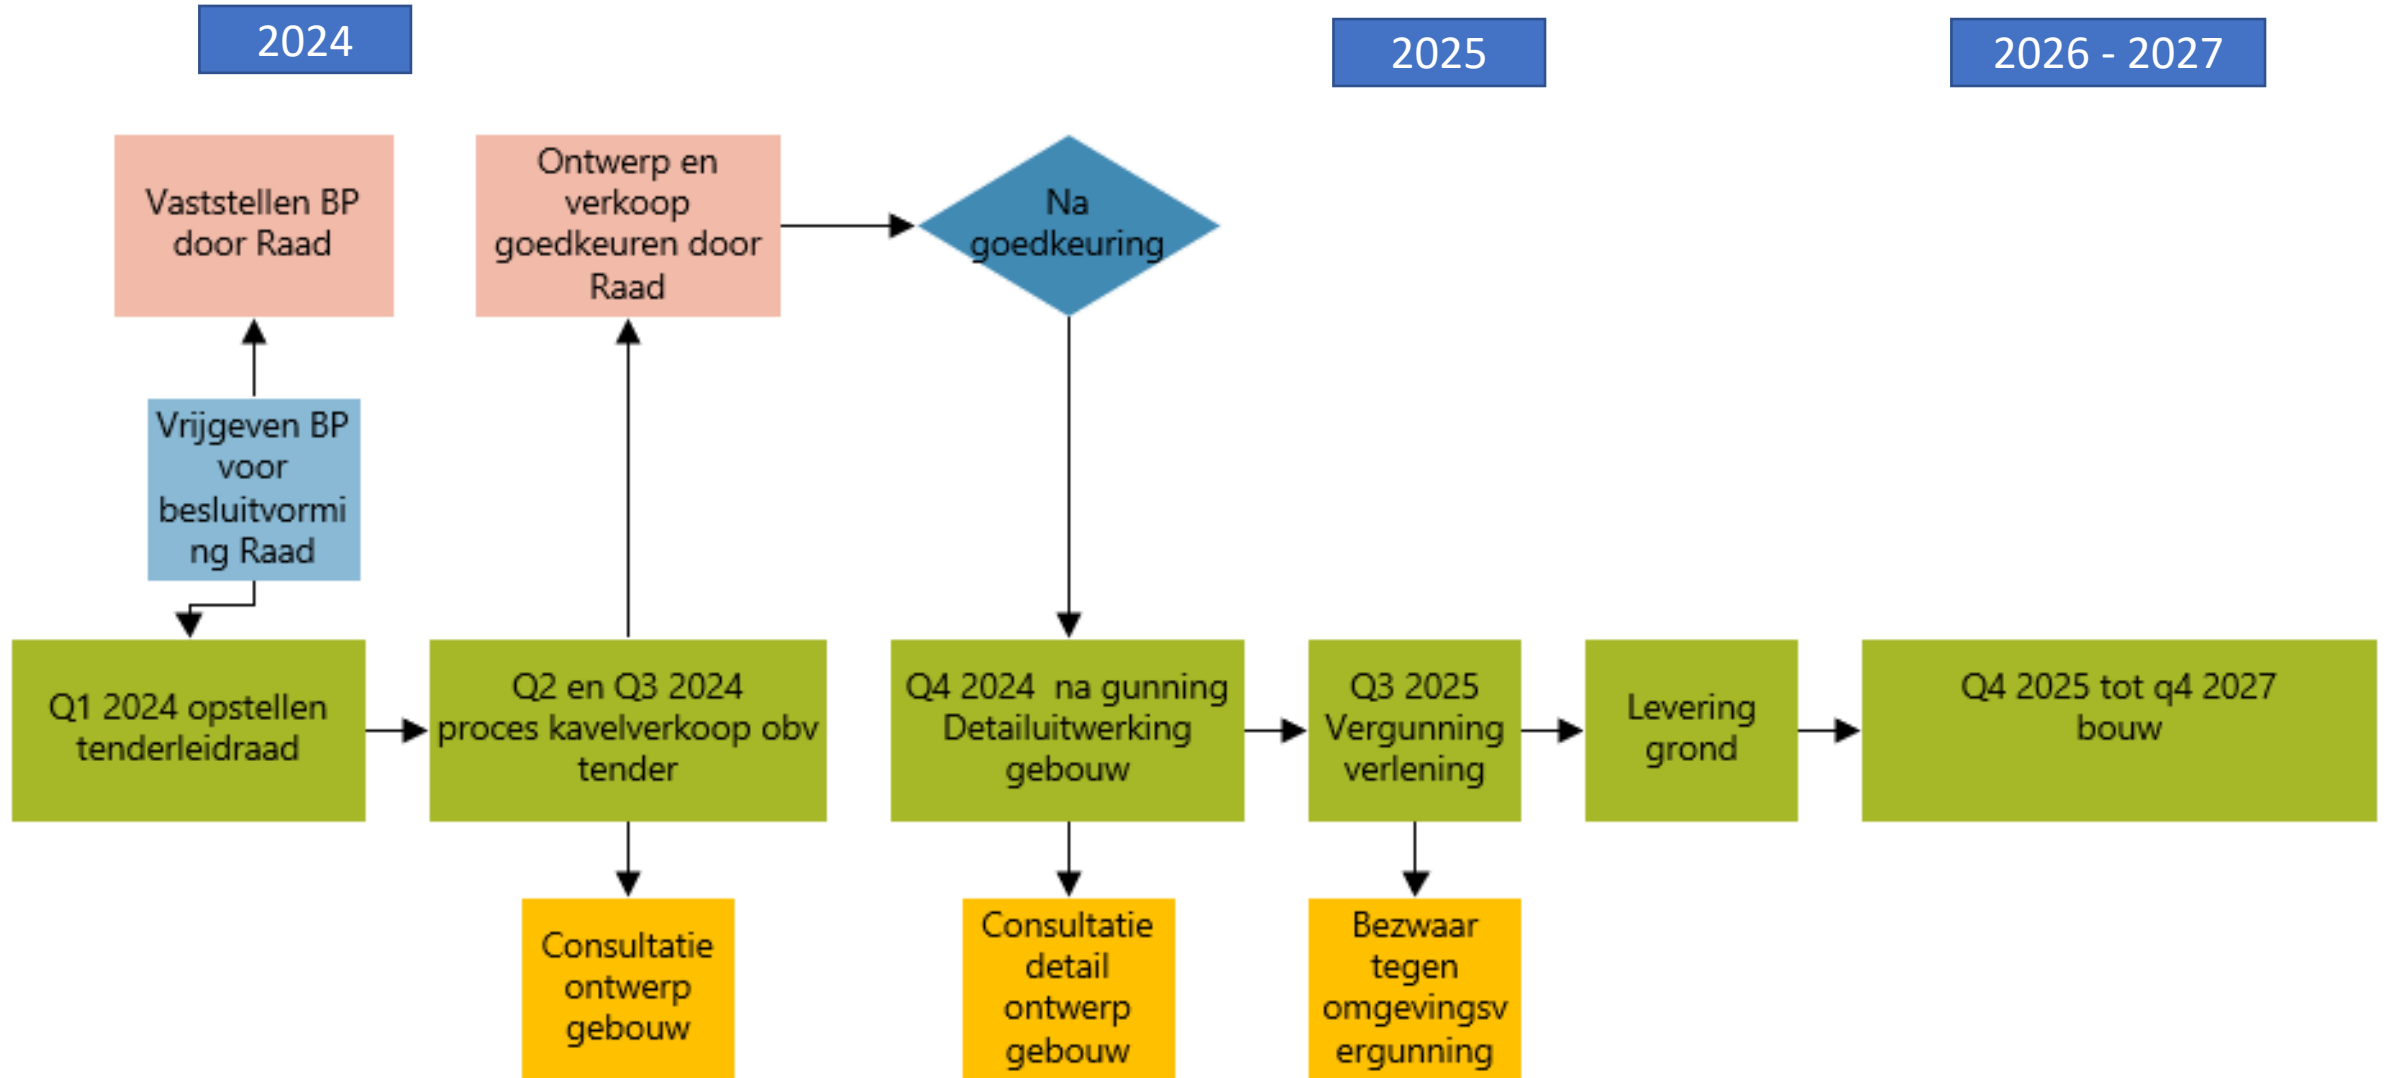 2024
2025
2026 - 2027
Vaststellen BP
door Raad
Ontwerp en
verkoop
goedkeuren door
Raad
Na
goedkeuring
Vrijgeven BP
voor
besluitvormi
ng Raad
Q1 2024 opstellen
tenderleidraad
Q2 en Q3 2024
proces kavelverkoop obv
tender
Q4 2024 na gunning
Detailuitwerking
gebouw
Q3 2025
Vergunning
verlening
Levering
grond
Q4 2025 tot q4 2027
bouw
Consultatie
ontwerp
gebouw
Consultatie
detail
ontwerp
gebouw
Bezwaar
tegen
omgevingsv
ergunning